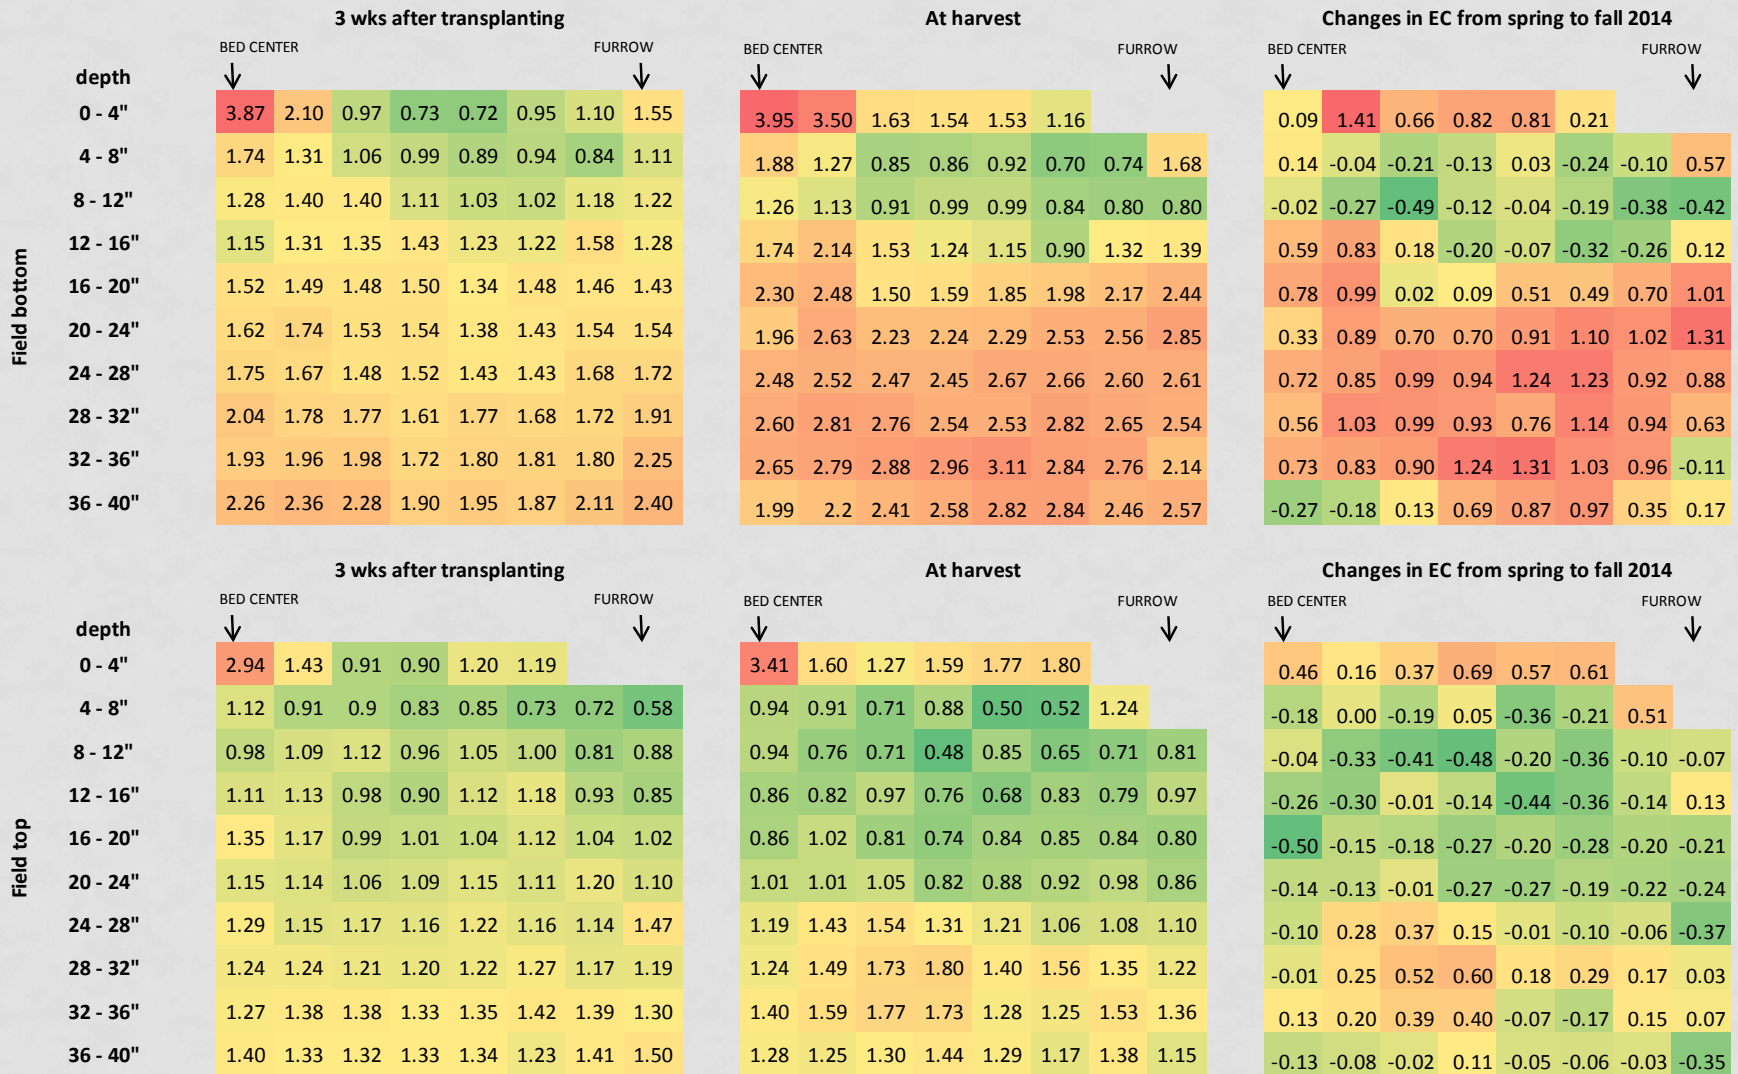 3 wks after transplanting At harvest Changes in EC from spring to fall 2014
BED CENTER FURROW BED CENTER FURROW BED CENTER FURROW
depth
0 - 4" 3.87 2.10 0.97 0.73 0.72 0.95 1.10 1.55 3.95 3.50 1.63 1.54 1.53 1.16 0.09 1.41 0.66 0.82 0.81 0.21
4 - 8" 1.74 1.31 1.06 0.99 0.89 0.94 0.84 1.11 1.88 1.27 0.85 0.86 0.92 0.70 0.74 1.68 0.14 -0.04 -0.21 -0.13 0.03 -0.24 -0.10 0.57
8 - 12" 1.28 1.40 1.40 1.11 1.03 1.02 1.18 1.22 1.26 1.13 0.91 0.99 0.99 0.84 0.80 0.80 -0.02 -0.27 -0.49 -0.12 -0.04 -0.19 -0.38 -0.42
12 - 16" 1.15 1.31 1.35 1.43 1.23 1.22 1.58 1.28 1.74 2.14 1.53 1.24 1.15 0.90 1.32 1.39 0.59 0.83 0.18 -0.20 -0.07 -0.32 -0.26 0.12
16 - 20" 1.52 1.49 1.48 1.50 1.34 1.48 1.46 1.43 2.30 2.48 1.50 1.59 1.85 1.98 2.17 2.44 0.78 0.99 0.02 0.09 0.51 0.49 0.70 1.01
Field bottom
20 - 24" 1.62 1.74 1.53 1.54 1.38 1.43 1.54 1.54 1.96 2.63 2.23 2.24 2.29 2.53 2.56 2.85 0.33 0.89 0.70 0.70 0.91 1.10 1.02 1.31
24 - 28" 1.75 1.67 1.48 1.52 1.43 1.43 1.68 1.72 2.48 2.52 2.47 2.45 2.67 2.66 2.60 2.61 0.72 0.85 0.99 0.94 1.24 1.23 0.92 0.88
28 - 32" 2.04 1.78 1.77 1.61 1.77 1.68 1.72 1.91 2.60 2.81 2.76 2.54 2.53 2.82 2.65 2.54 0.56 1.03 0.99 0.93 0.76 1.14 0.94 0.63
32 - 36" 1.93 1.96 1.98 1.72 1.80 1.81 1.80 2.25 2.65 2.79 2.88 2.96 3.11 2.84 2.76 2.14 0.73 0.83 0.90 1.24 1.31 1.03 0.96 -0.11
36 - 40" 2.26 2.36 2.28 1.90 1.95 1.87 2.11 2.40 1.99 2.2 2.41 2.58 2.82 2.84 2.46 2.57 -0.27 -0.18 0.13 0.69 0.87 0.97 0.35 0.17
3 wks after transplanting At harvest Changes in EC from spring to fall 2014
BED CENTER FURROW BED CENTER FURROW BED CENTER FURROW
depth
0 - 4" 2.94 1.43 0.91 0.90 1.20 1.19 3.41 1.60 1.27 1.59 1.77 1.80 0.46 0.16 0.37 0.69 0.57 0.61
4 - 8" 1.12 0.91 0.9 0.83 0.85 0.73 0.72 0.58 0.94 0.91 0.71 0.88 0.50 0.52 1.24 -0.18 0.00 -0.19 0.05 -0.36 -0.21 0.51
8 - 12" 0.98 1.09 1.12 0.96 1.05 1.00 0.81 0.88 0.94 0.76 0.71 0.48 0.85 0.65 0.71 0.81 -0.04 -0.33 -0.41 -0.48 -0.20 -0.36 -0.10 -0.07
12 - 16" 1.11 1.13 0.98 0.90 1.12 1.18 0.93 0.85 0.86 0.82 0.97 0.76 0.68 0.83 0.79 0.97 -0.26 -0.30 -0.01 -0.14 -0.44 -0.36 -0.14 0.13
16 - 20" 1.35 1.17 0.99 1.01 1.04 1.12 1.04 1.02 0.86 1.02 0.81 0.74 0.84 0.85 0.84 0.80 -0.50 -0.15 -0.18 -0.27 -0.20 -0.28 -0.20 -0.21
Field top
20 - 24" 1.15 1.14 1.06 1.09 1.15 1.11 1.20 1.10 1.01 1.01 1.05 0.82 0.88 0.92 0.98 0.86 -0.14 -0.13 -0.01 -0.27 -0.27 -0.19 -0.22 -0.24
24 - 28" 1.29 1.15 1.17 1.16 1.22 1.16 1.14 1.47 1.19 1.43 1.54 1.31 1.21 1.06 1.08 1.10 -0.10 0.28 0.37 0.15 -0.01 -0.10 -0.06 -0.37
28 - 32" 1.24 1.24 1.21 1.20 1.22 1.27 1.17 1.19 1.24 1.49 1.73 1.80 1.40 1.56 1.35 1.22 -0.01 0.25 0.52 0.60 0.18 0.29 0.17 0.03
32 - 36" 1.27 1.38 1.38 1.33 1.35 1.42 1.39 1.30 1.40 1.59 1.77 1.73 1.28 1.25 1.53 1.36 0.13 0.20 0.39 0.40 -0.07 -0.17 0.15 0.07
36 - 40" 1.40 1.33 1.32 1.33 1.34 1.23 1.41 1.50 1.28 1.25 1.30 1.44 1.29 1.17 1.38 1.15 -0.13 -0.08 -0.02 0.11 -0.05 -0.06 -0.03 -0.35